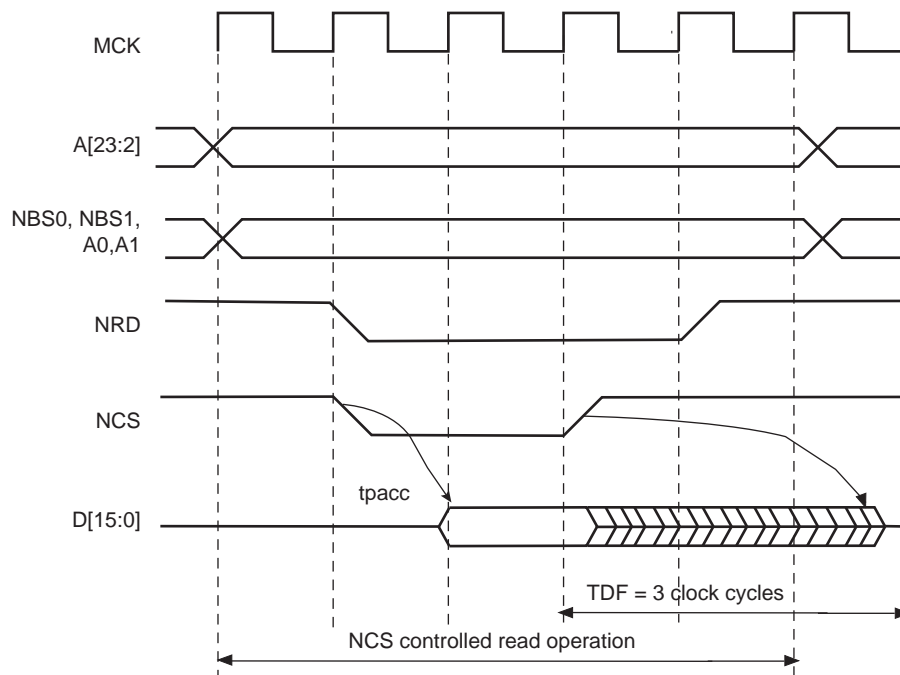 MCK
A[23:2]
NBS0, NBS1,
A0,A1
NRD
NCS
tpacc
D[15:0]
TDF = 3 clock cycles
NCS controlled read operation